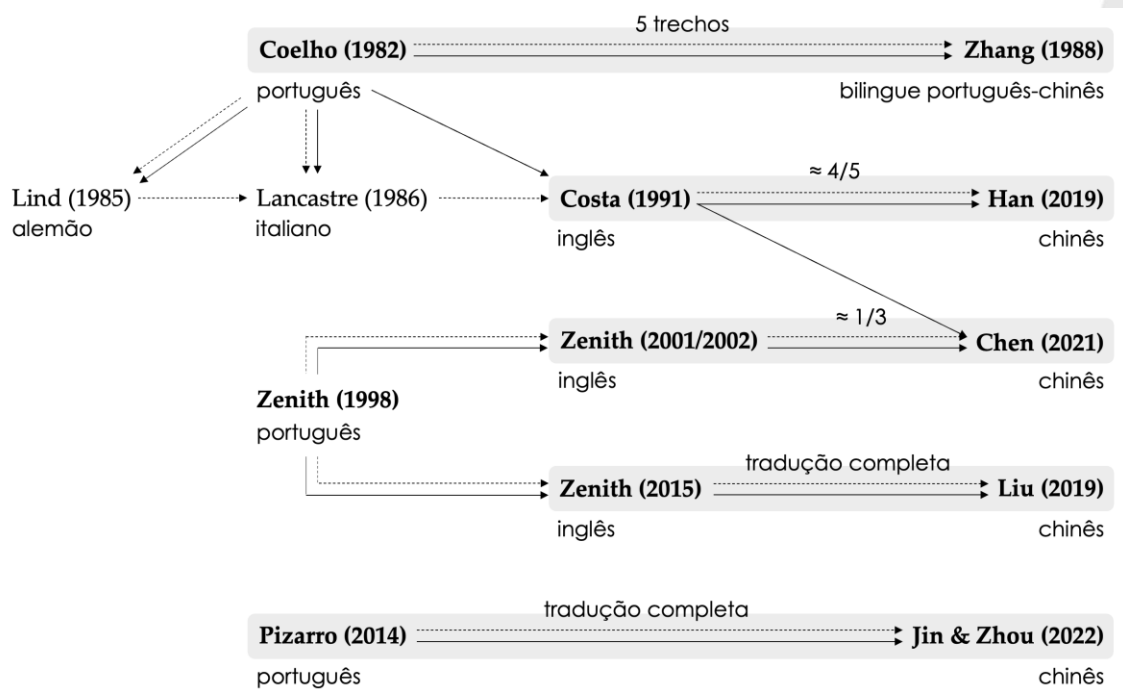 5 trechos
Coelho (1982) Zhang (1988)
português bilingue português-chinês
≈ 4/5
Lind (1985) Lancastre (1986) Costa (1991) Han (2019)
alemão italiano inglês chinês
≈ 1/3
Zenith (2001/2002) Chen (2021)
inglês chinês
Zenith (1998)
português
tradução completa
Zenith (2015) Liu (2019)
inglês chinês
tradução completa
Pizarro (2014) Jin & Zhou (2022)
português chinês